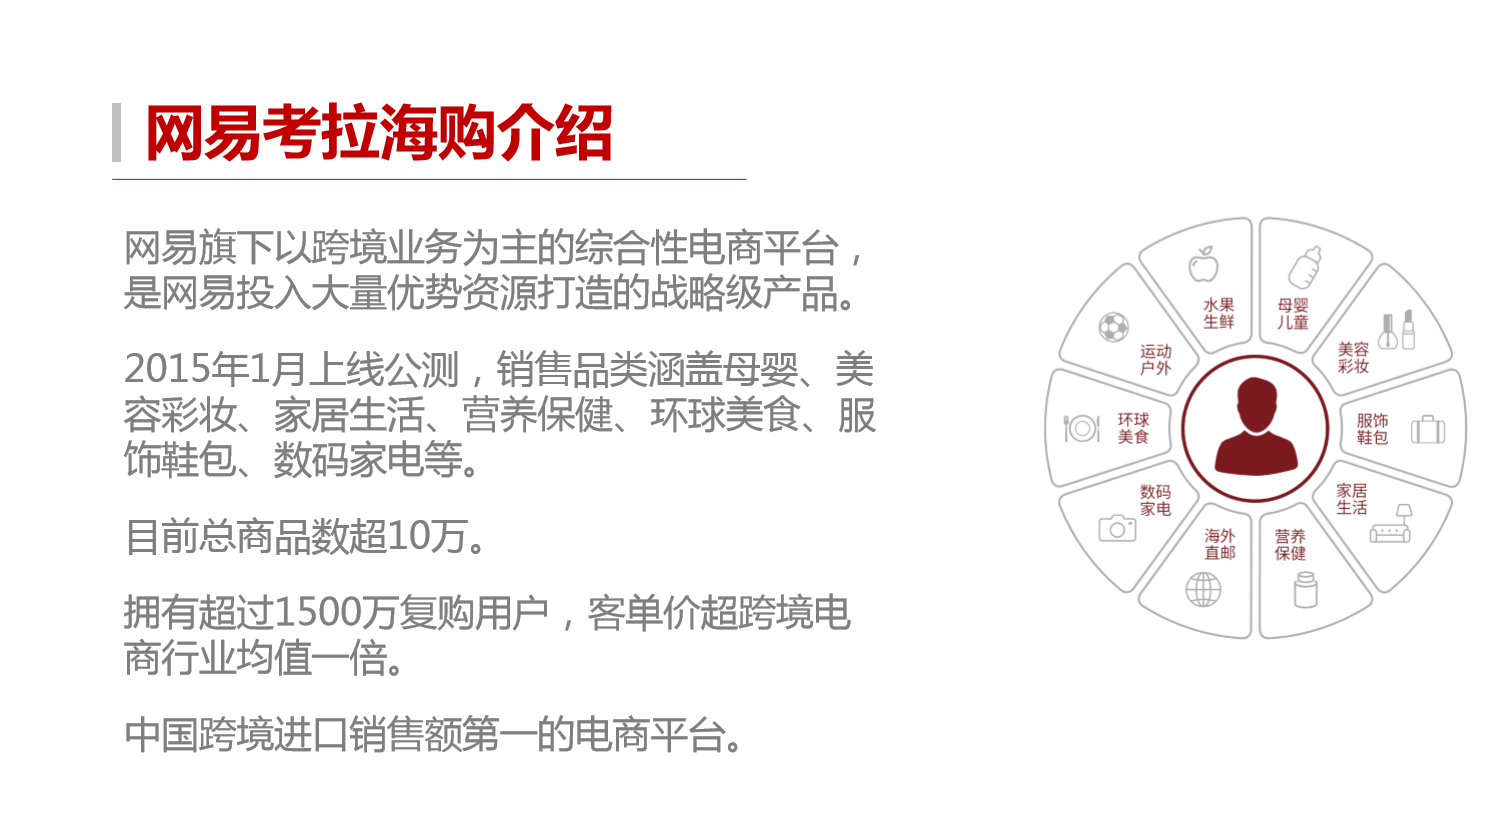 网易考拉海购介绍
网易旗下以跨境业务为主的综合性电商平台，
是网易投入大量优势资源打造的战略级产品。
2015年1月上线公测，销售品类涵盖母婴、美
容彩妆、家居生活、营养保健、环球美食、服
饰鞋包、数码家电等。
目前总商品数超10万。
拥有超过1500万复购用户，客单价超跨境电
商行业均值一倍。
中国跨境进口销售额第一的电商平台。
水果
生鲜
母婴
儿童
美容
彩妆
服饰
鞋包
家居
生活
营养
保健
海外
直邮
数码
家电
环球
美食
运动
户外